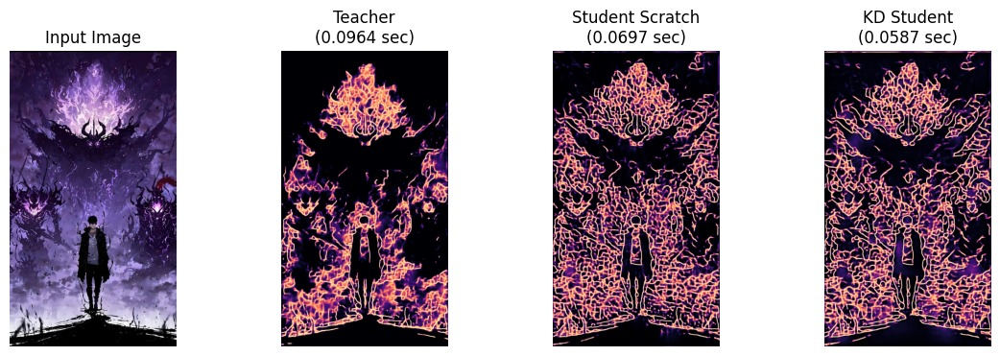 Input Image
Teacher
(0.0964 sec)
Student Scratch
(0.0697 sec)
KD Student
(0.0587 sec)